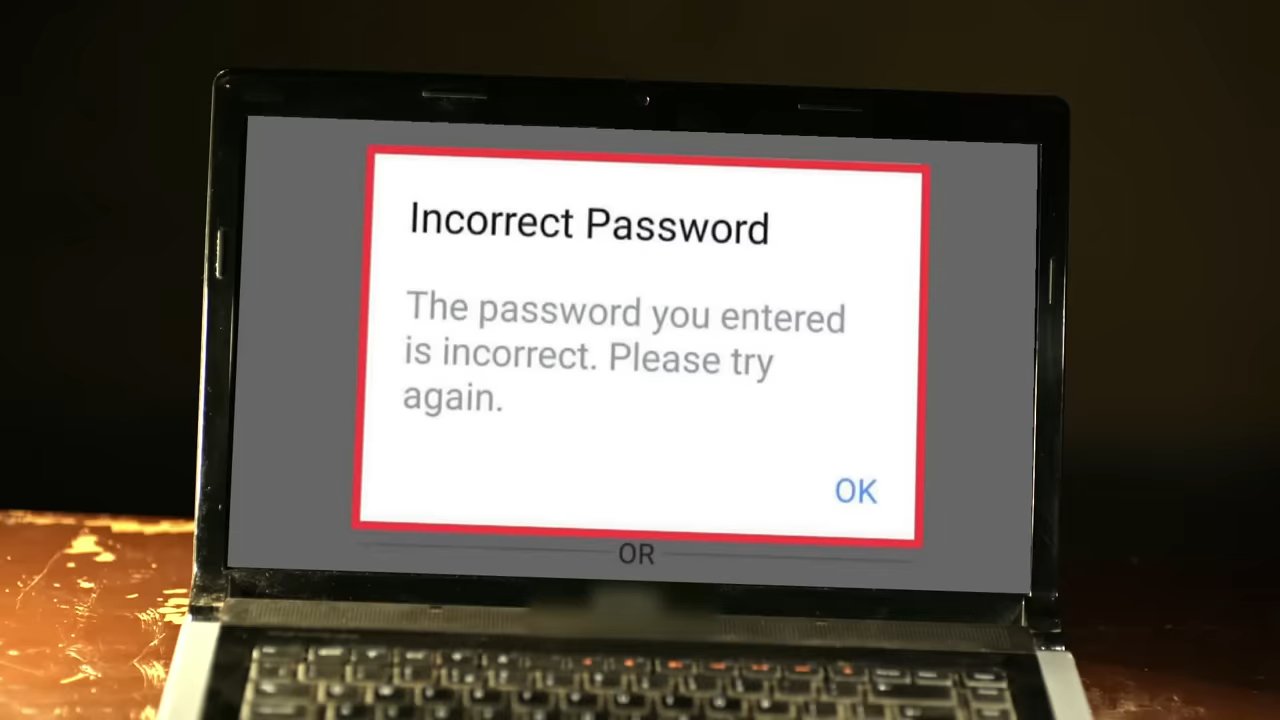 Incorrect Password
The password you entered
is incorrect. Please try
again.
OK
OR